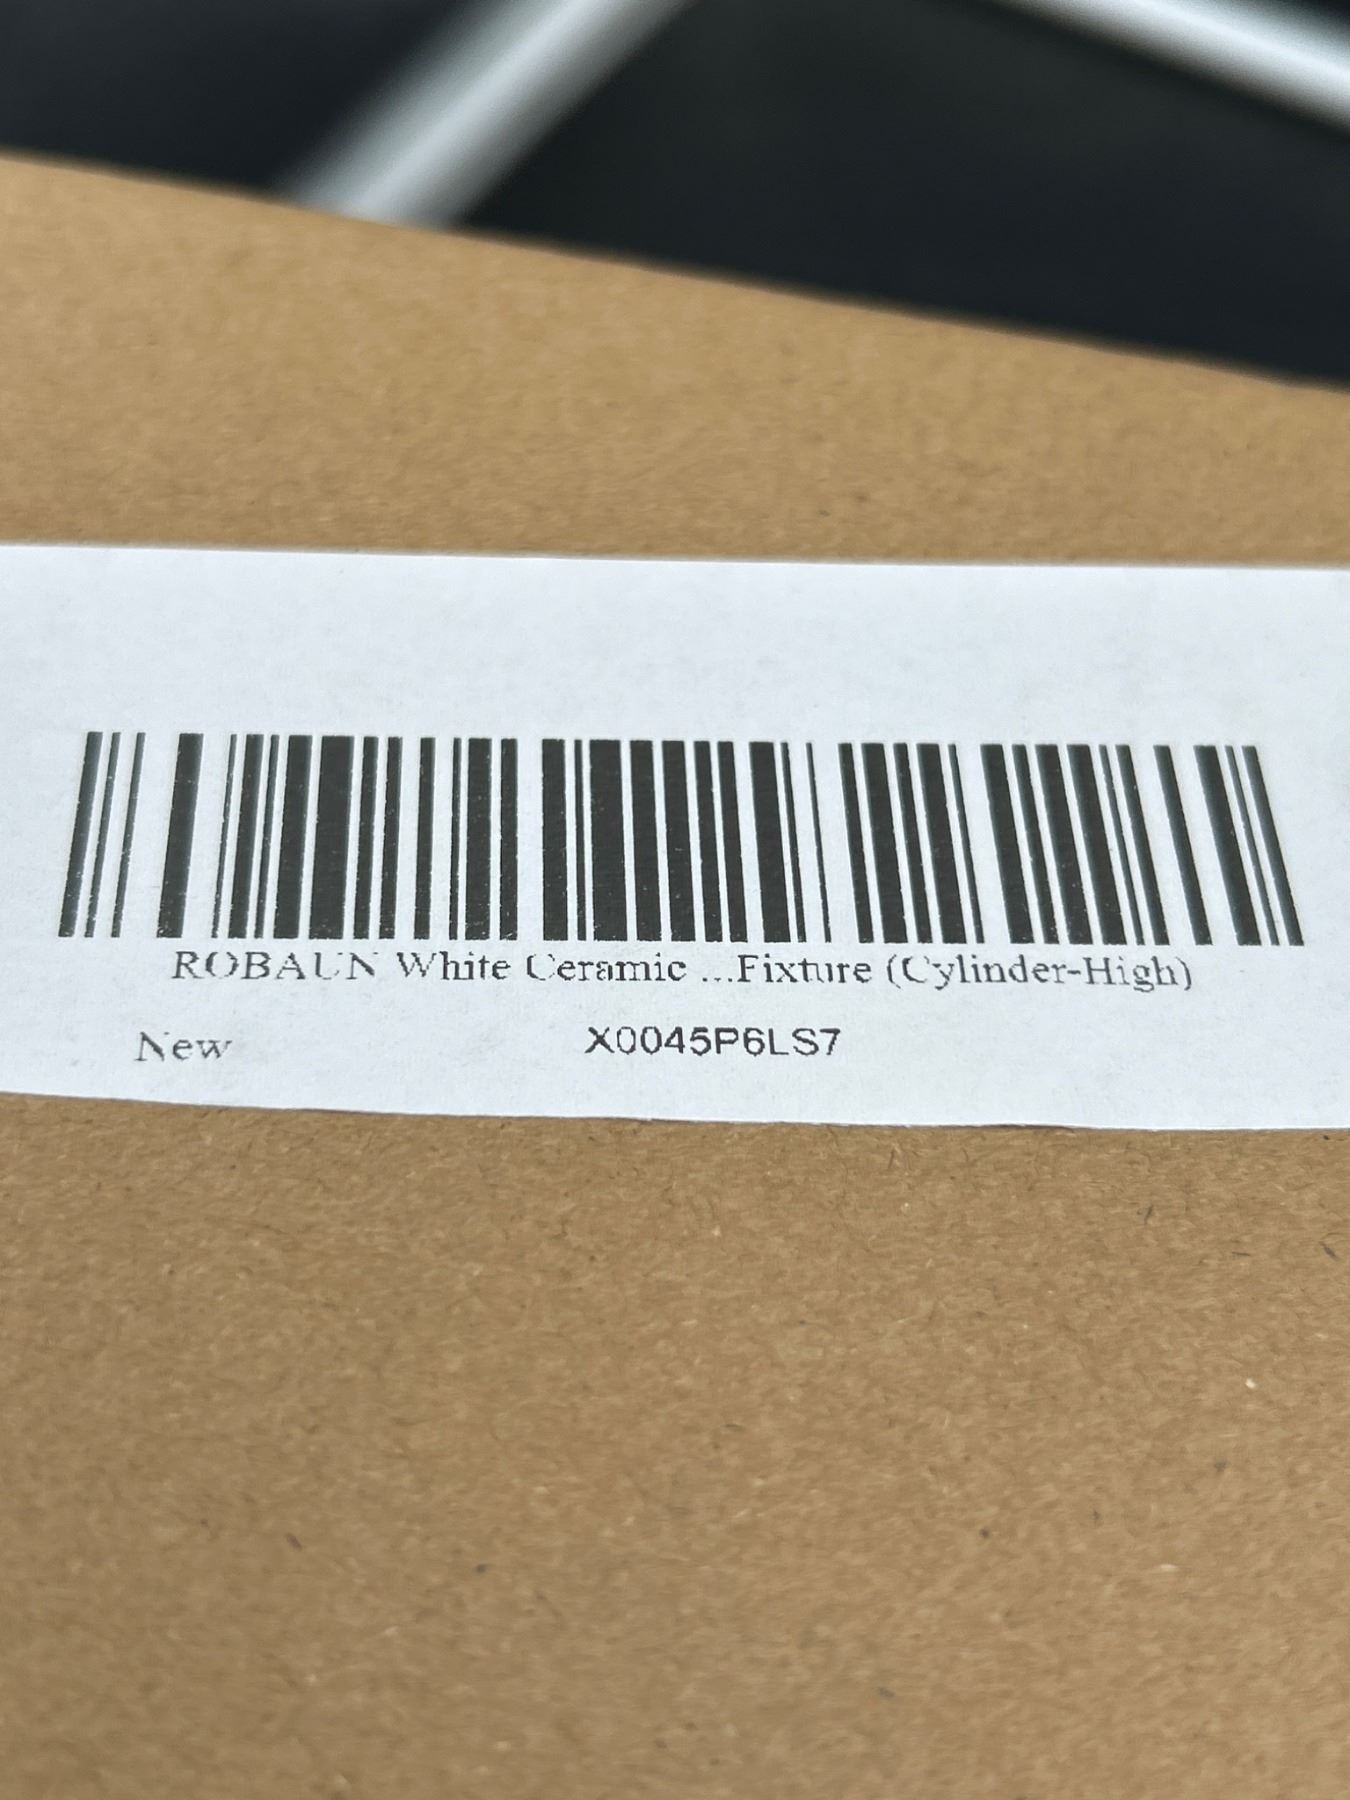 ROBAUN White Ceramic ...Fixture (Cylinder-High)
New X0045P6LS7